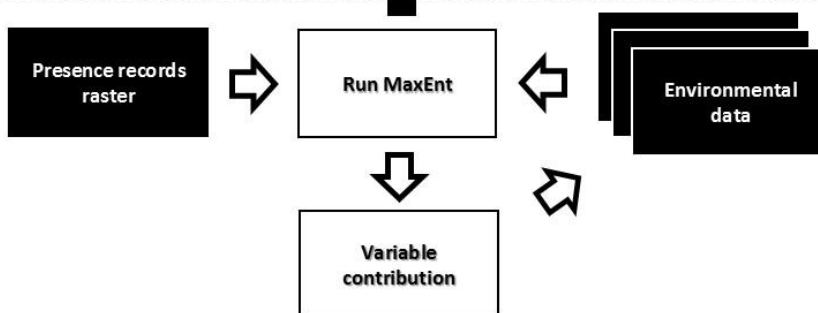 Presence records
raster
Run MaxEnt
Environmental
data
Variable
contribution